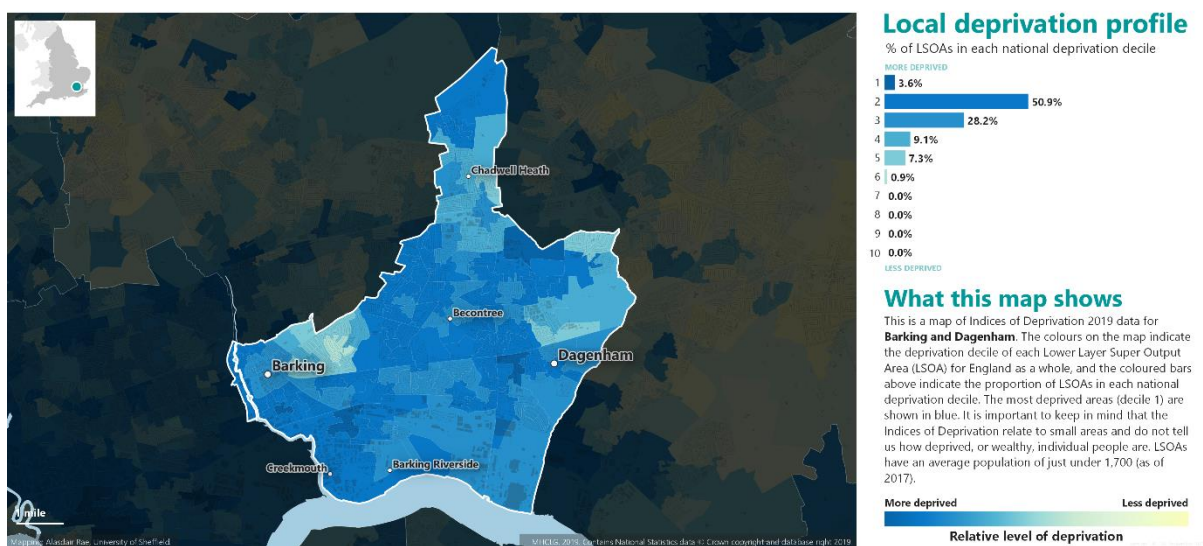 Local deprivation profile
% of LSOAs in each national deprivation decile
MORE DEPRIVED
1 3.6%
2 50.9%
3 28.2%
4 9.1%
5 7.3%
6 0.9%
7 0.0%
8 0.0%
9 0.0%
10 0.0%
LESS DEPRIVED
What this map shows
This is a map of Indices of Deprivation 2019 data for
Barking and Dagenham. The colours on the map indicate
the deprivation decile of each Lower Layer Super Output
Area (LSOA) for England as a whole, and the coloured bars
above indicate the proportion of LSOAs in each national
deprivation decile. The most deprived areas (decile 1) are
shown in blue. It is important to keep in mind that the
Indices of Deprivation relate to small areas and do not tell
us how deprived, or wealthy, individual people are. LSOAs
have an average population of just under 1,700 (as of
2017).
More deprived Less deprived
Relative level of deprivation
Chadwell Heath
Becontree
Barking
Dagenham
Creekmouth
Barking Riverside
1 mile
Mapping: Alasdair Rae, University of Sheffield
MHCLG, 2019. Contains National Statistics data © Crown copyright and database right 2019